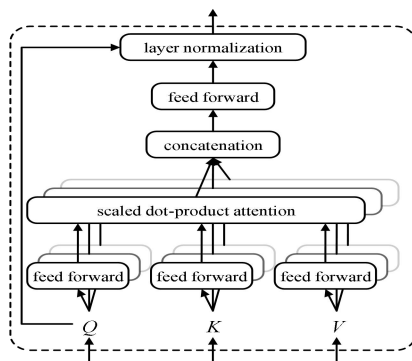 layer normalization
feed forward
concatenation
scaled dot-product attention
feed forward feed forward feed forward
Q K V